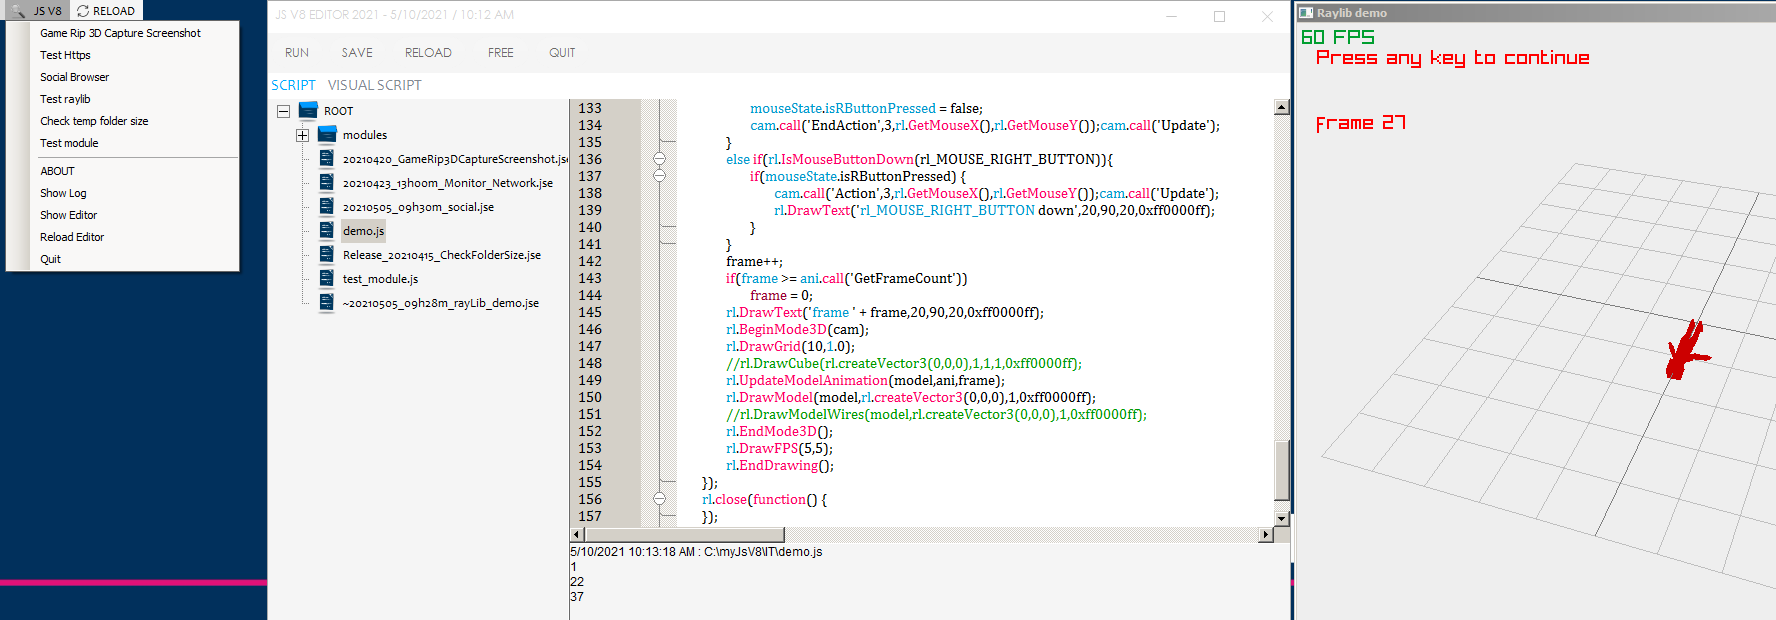 JS V8
RELOAD
Game Rip 3D Capture Screenshot
Test Https
Social Browser
Test raylib
Check temp folder size
Test module
ABOUT
Show Log
Show Editor
Reload Editor
Quit
JS V8 EDITOR 2021 - 5/10/2021 / 10:12 AM
RUN SAVE RELOAD FREE QUIT
SCRIPT VISUAL SCRIPT
ROOT
modules
20210420_GameRip3DCaptureScreenshot.jse
20210423_13h00m_Monitor_Network.jse
20210505_09h30m_social.jse
demo.js
Release_20210415_CheckFolderSize.jse
test_module.js
~20210505_09h28m_rayLib_demo.jse
133 mouseState.isRButtonPressed = false;
134 cam.call('EndAction',3,rl.GetMouseX(),rl.GetMouseY());cam.call('Update');
135 }
136 else if(rl.IsMouseButtonDown(rl_MOUSE_RIGHT_BUTTON)){
137 if(mouseState.isRButtonPressed) {
138 cam.call('Action',3,rl.GetMouseX(),rl.GetMouseY());cam.call('Update');
139 rl.DrawText('rl_MOUSE_RIGHT_BUTTON down',20,90,20,0xff0000ff);
140 }
141 }
142 frame++;
143 if(frame >= ani.call('GetFrameCount'))
144 frame = 0;
145 rl.DrawText('frame ' + frame,20,90,20,0xff0000ff);
146 rl.BeginMode3D(cam);
147 rl.DrawGrid(10,1.0);
148 //rl.DrawCube(rl.createVector3(0,0,0),1,1,1,0xff0000ff);
149 rl.UpdateModelAnimation(model,ani,frame);
150 rl.DrawModel(model,rl.createVector3(0,0,0),1,0xff0000ff);
151 //rl.DrawModelWires(model,rl.createVector3(0,0,0),1,0xff0000ff);
152 rl.EndMode3D();
153 rl.DrawFPS(5,5);
154 rl.EndDrawing();
155 });
156 rl.close(function() {
157 });
5/10/2021 10:13:18 AM : C:\myJsV8\IT\demo.js
1
22
37
Raylib demo
60 FPS
Press any key to continue
frame 27